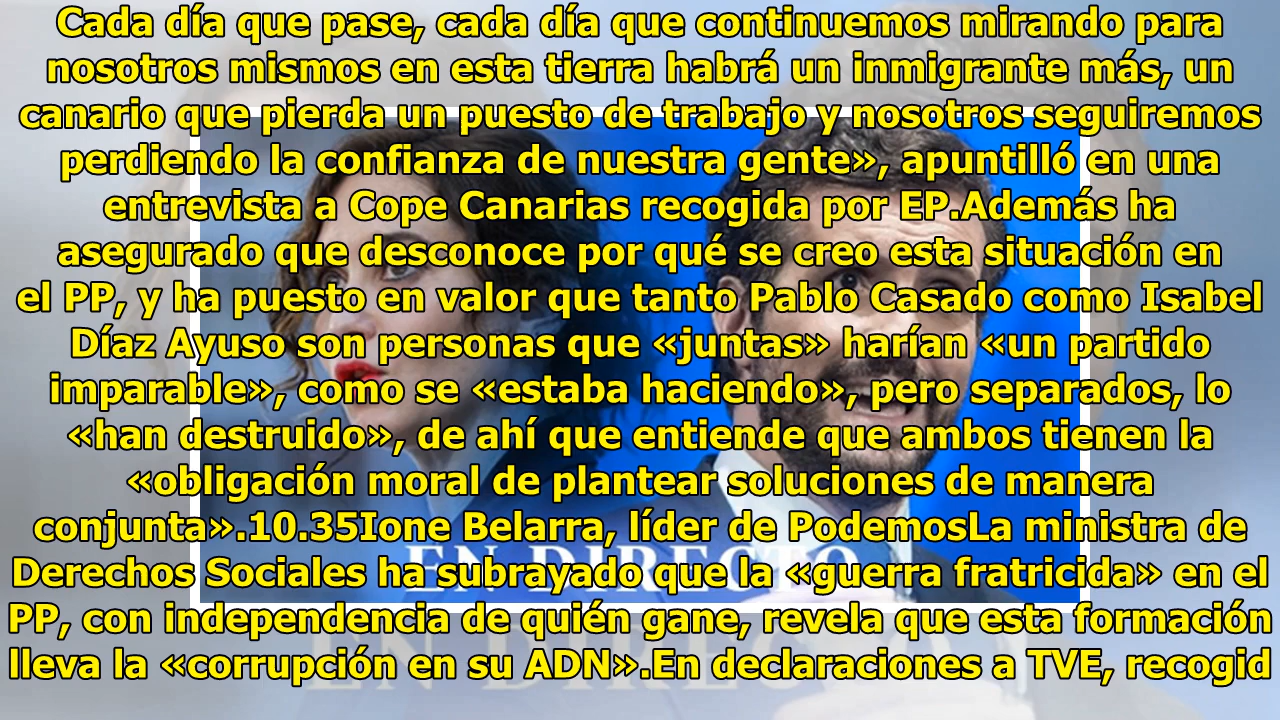 Cada día que pase, cada día que continuemos mirando para
nosotros mismos en esta tierra habrá un inmigrante más, un
canario que pierda un puesto de trabajo y nosotros seguiremos
perdiendo la confianza de nuestra gente», apuntilló en una
entrevista a Cope Canarias recogida por EP.Además ha
asegurado que desconoce por qué se creo esta situación en
el PP, y ha puesto en valor que tanto Pablo Casado como Isabel
Díaz Ayuso son personas que «juntas» harían «un partido
imparable», como se «estaba haciendo», pero separados, lo
«han destruido», de ahí que entiende que ambos tienen la
«obligación moral de plantear soluciones de manera
conjunta».10.35Ione Belarra, líder de PodemosLa ministra de
EN DIRECTO
Derechos Sociales ha subrayado que la «guerra fratricida» en el
PP, con independencia de quién gane, revela que esta formación
lleva la «corrupción en su ADN».En declaraciones a TVE, recogid
EN DIRECTO